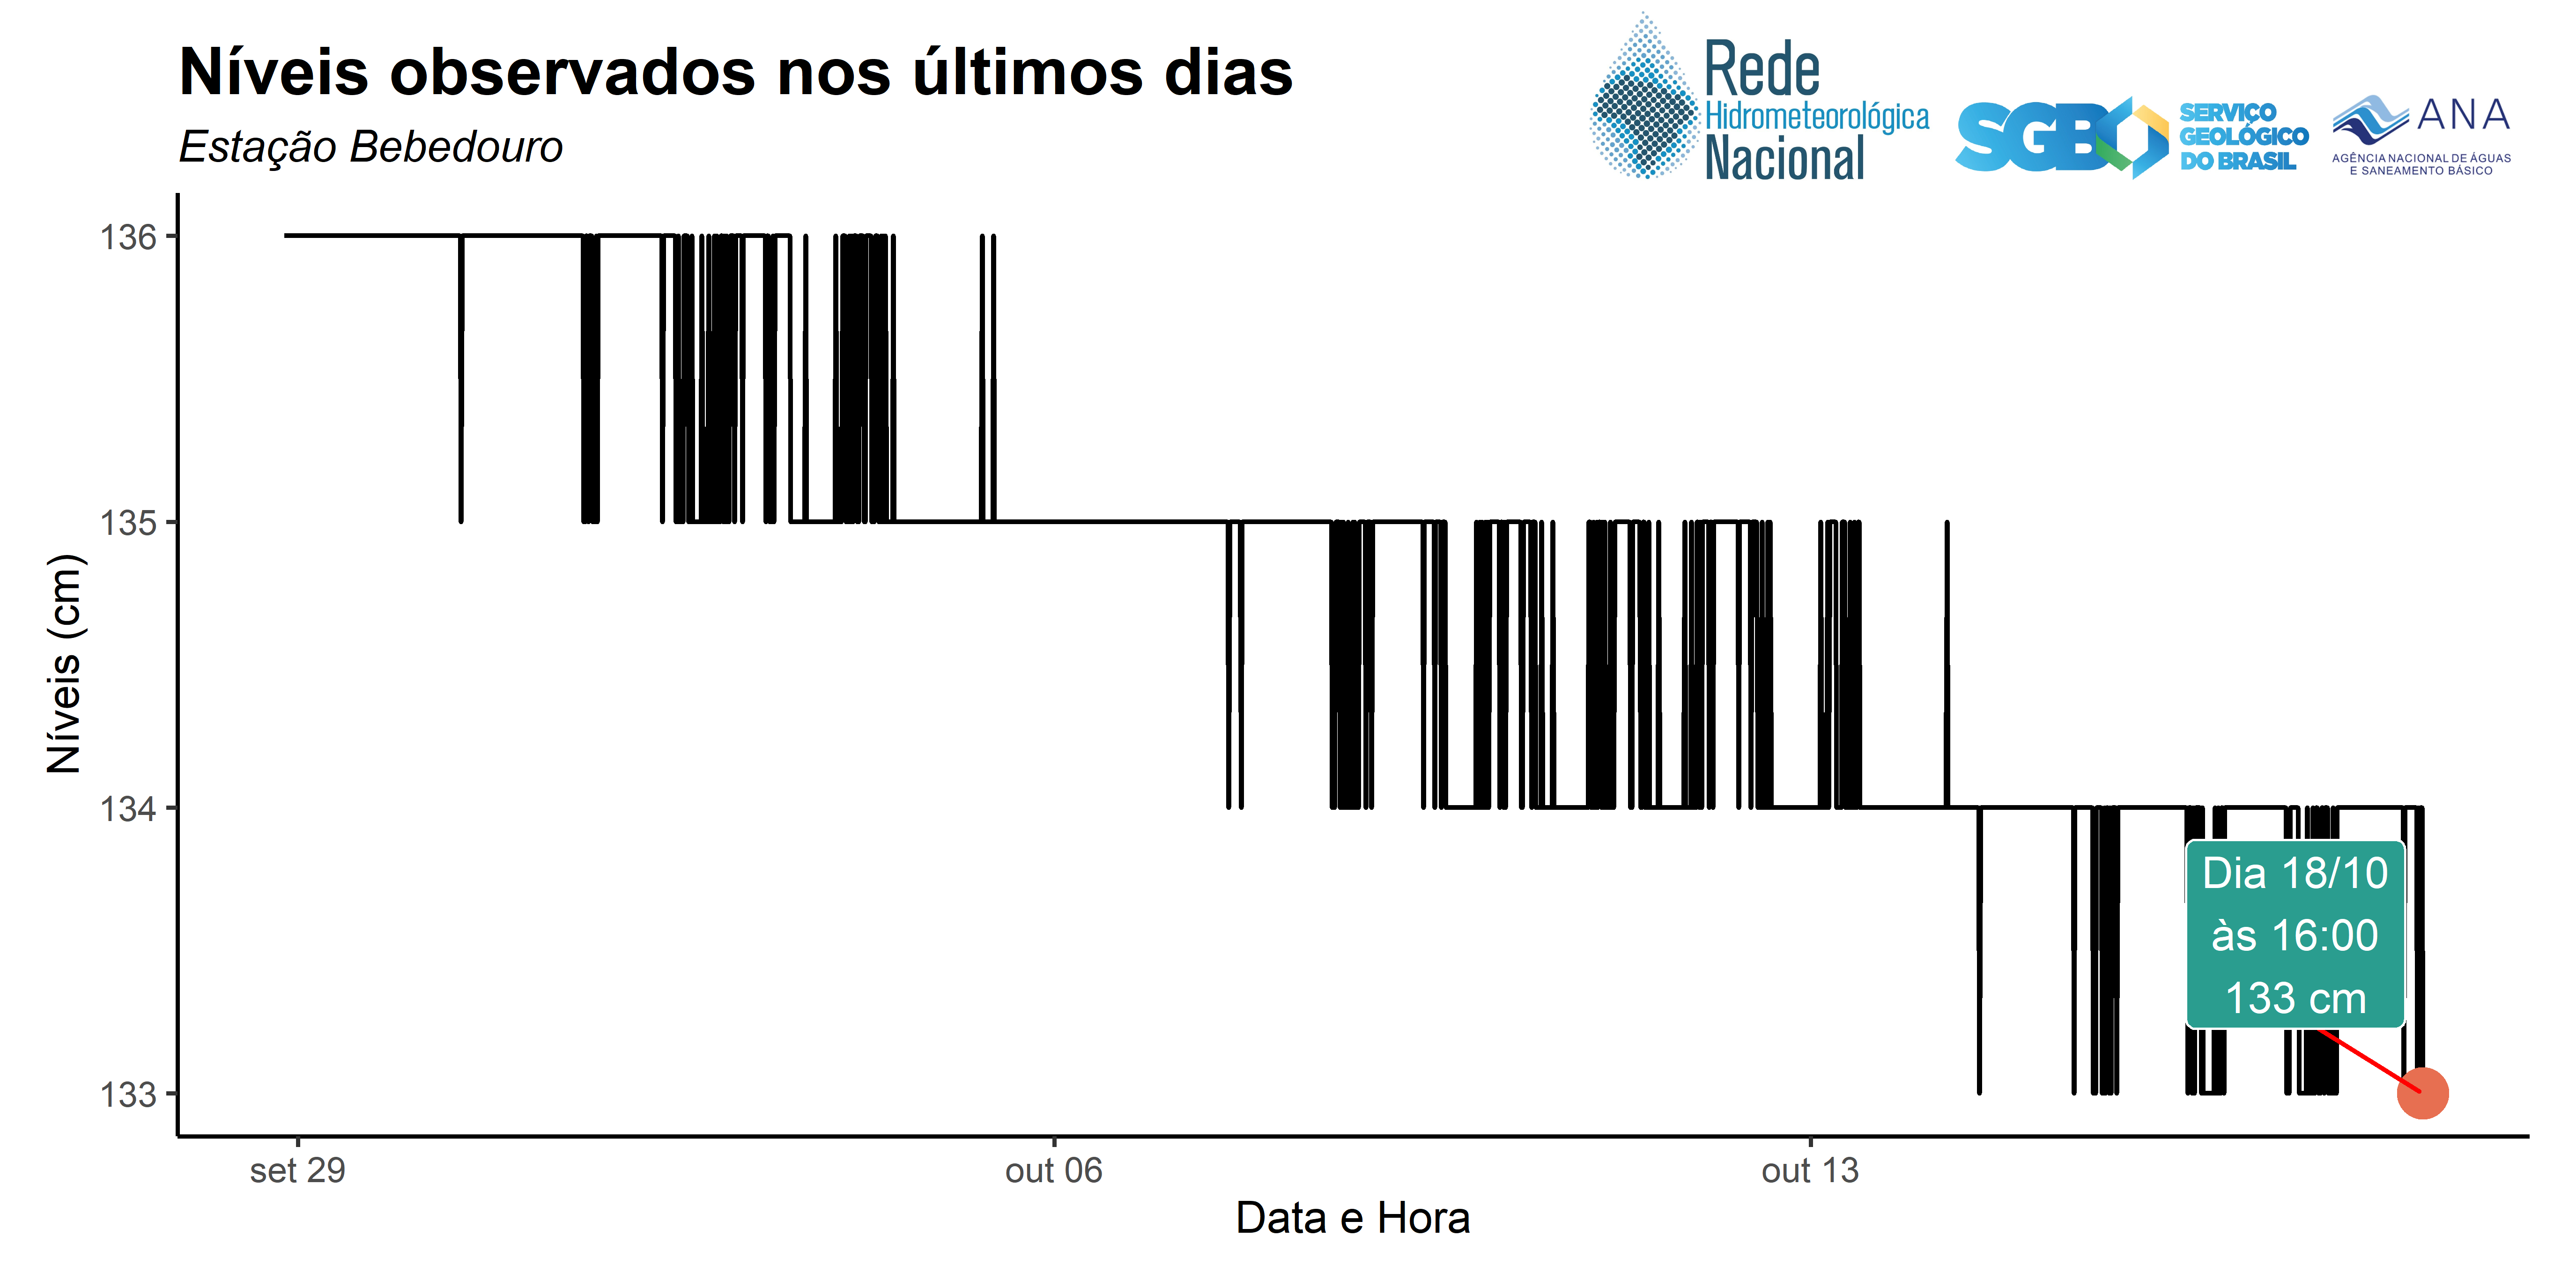 Níveis observados nos últimos dias
Estação Bebedouro
Rede
Hidrometeorológica
Nacional
SGB
SERVIÇO
GEOLÓGICO
DO BRASIL
ANA
AGÊNCIA NACIONAL DE ÁGUAS
E SANEAMENTO BÁSICO
136
135
134
133
Níveis (cm)
Dia 18/10
às 16:00
133 cm
set 29
out 06
out 13
Data e Hora